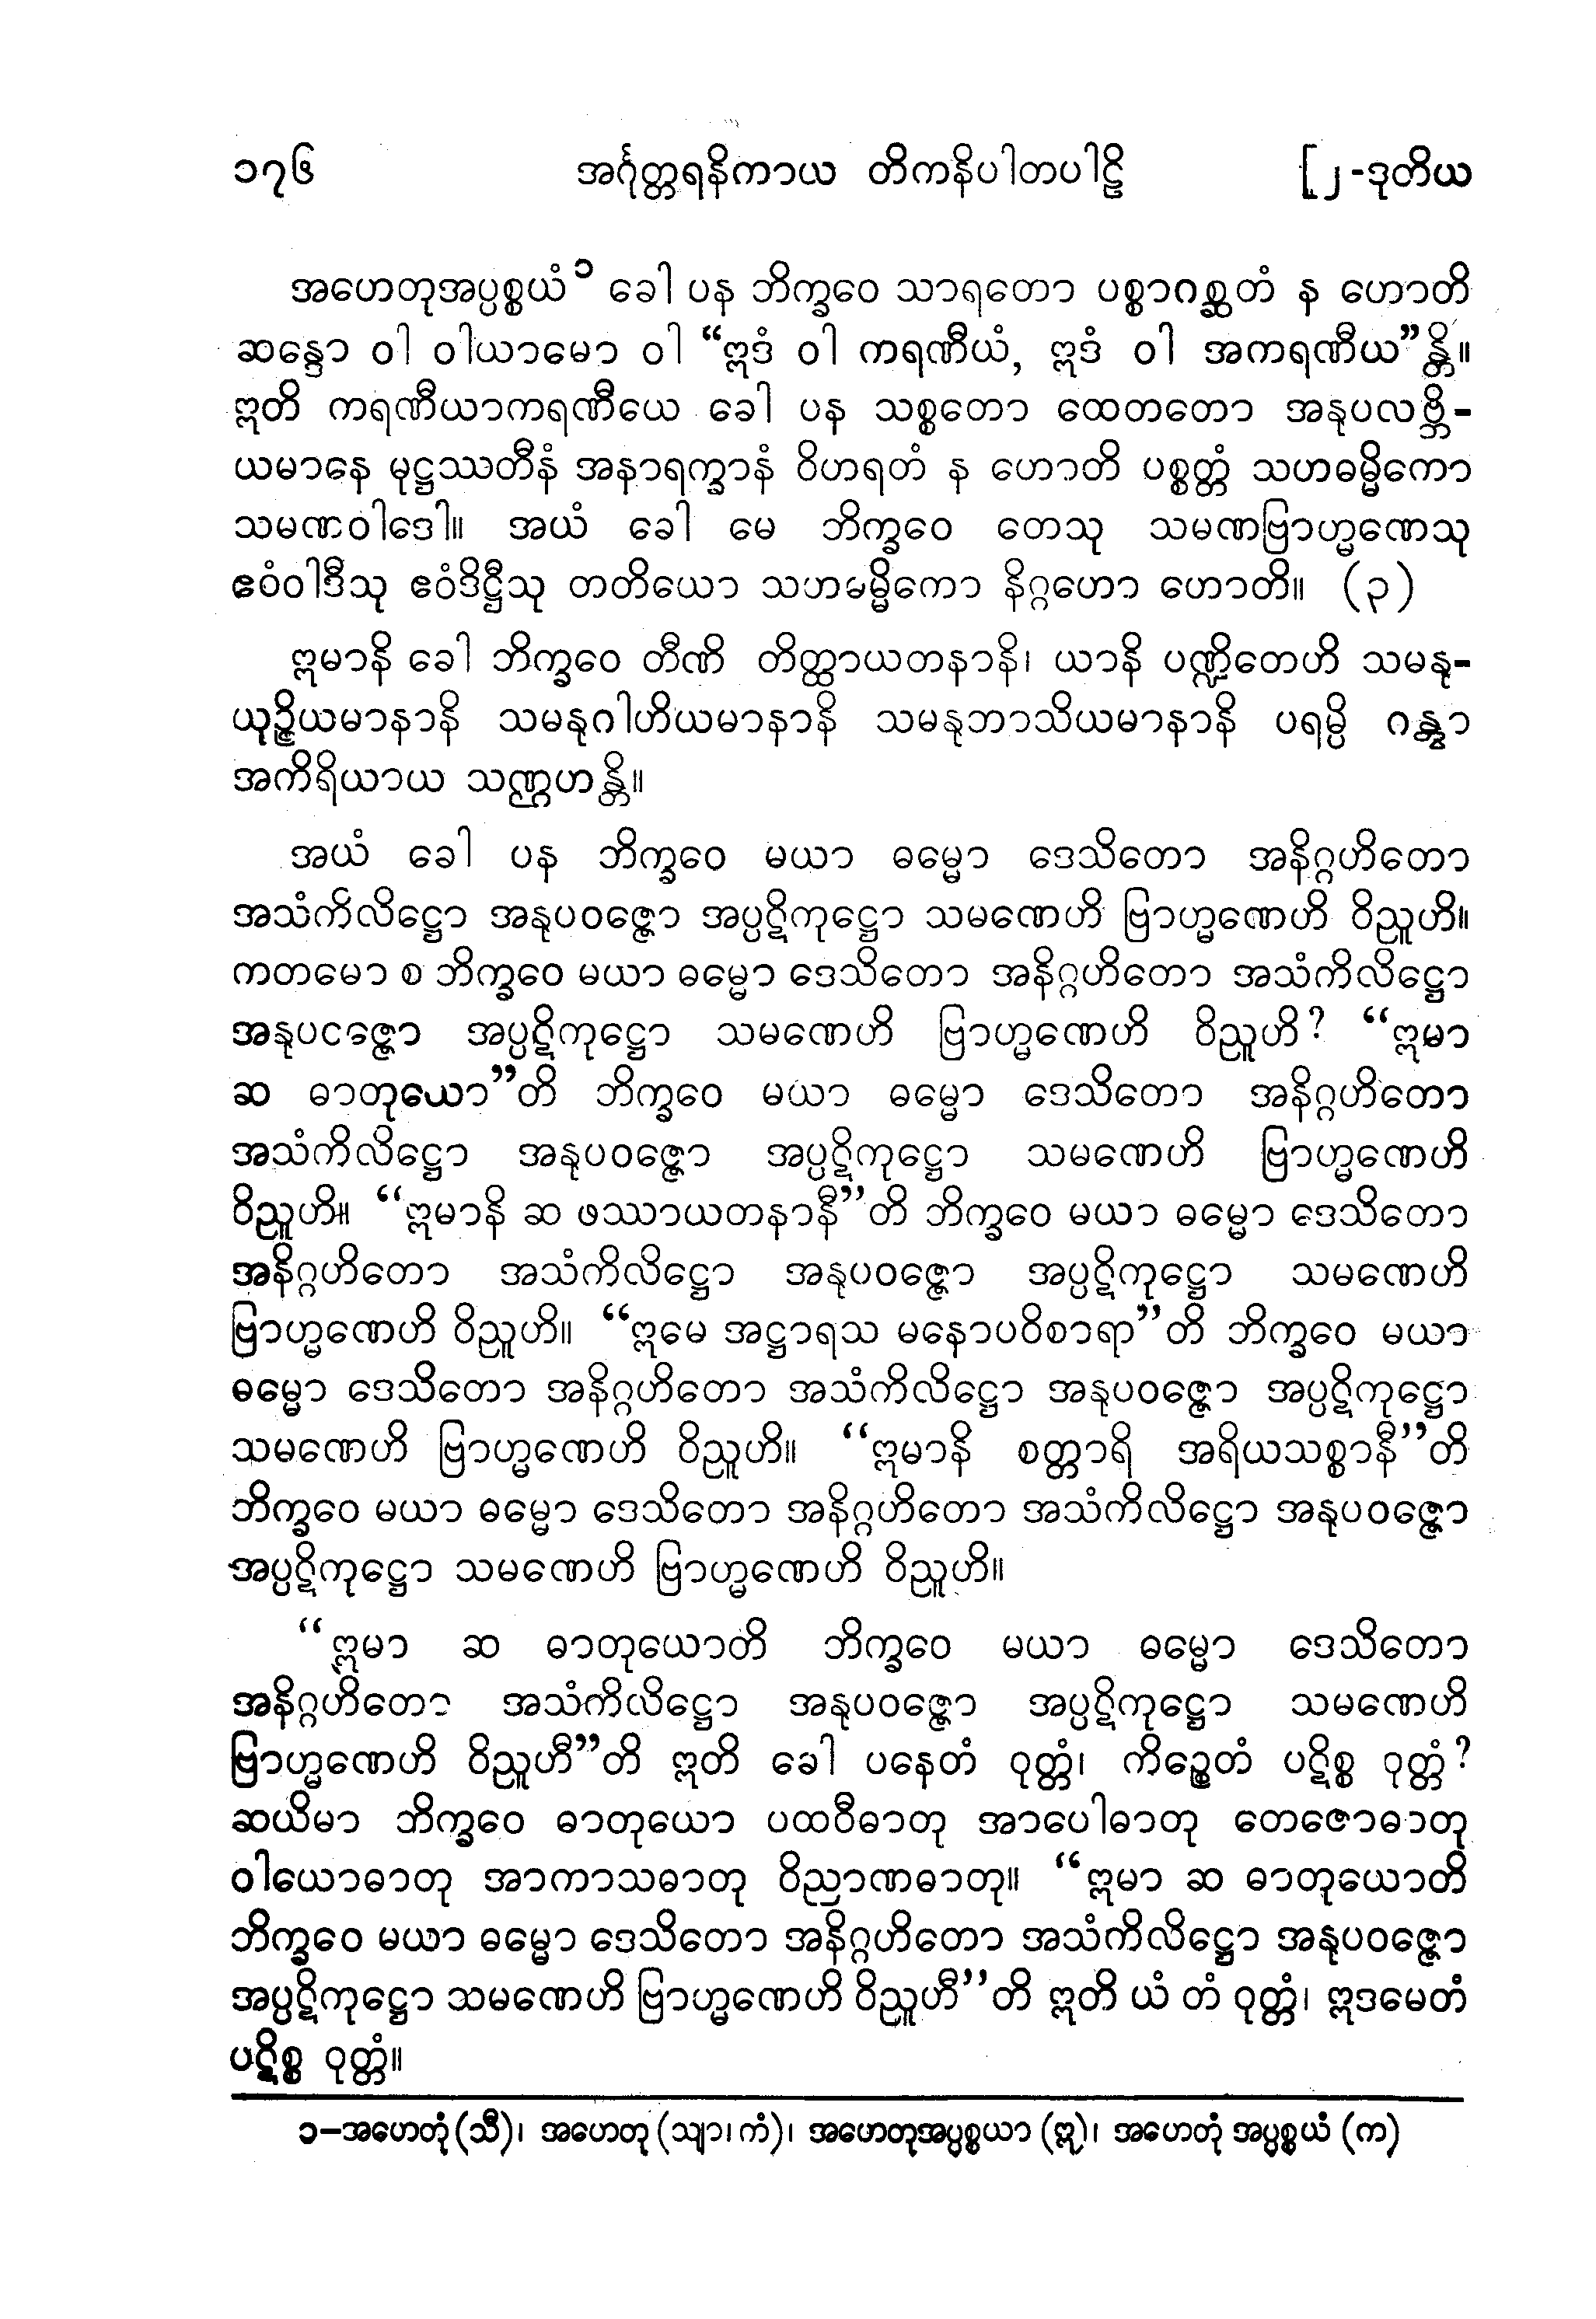 ၁၇၆ အင်္ဂုတ္တရနိကာယ တိကနိပါတပါဠိ [၂-ဒုတိယ
အဟေတုအပ္ပစ္စယံ၁ ခေါ ပန ဘိက္ခဝေ သာရတော ပစ္စာဂစ္ဆတံ န ဟောတိ
ဆန္ဒော ဝါ ဝါယာမော ဝါ “ဣဒံ ဝါ ကရဏီယံ, ဣဒံ ဝါ အကရဏီယ”န္တိ။
ဣတိ ကရဏီယာကရဏီယေ ခေါ ပန သစ္စတော ထေတတော အနုပလဗ္ဘိ-
ယမာနေ မုဋ္ဌဿတီနံ အနာရက္ခာနံ ဝိဟရတံ န ဟောတိ ပစ္စတ္တံ သဟဓမ္မိကော
သမဏဝါဒေါ။ အယံ ခေါ မေ ဘိက္ခဝေ တေသု သမဏဗြာဟ္မဏေသု
ဧဝံဝါဒီသု ဧဝံဒိဋ္ဌီသု တတိယော သဟဓမ္မိကော နိဂ္ဂဟော ဟောတိ။ (၃)
ဣမာနိ ခေါ ဘိက္ခဝေ တီဏိ တိတ္ထာယတနာနိ၊ ယာနိ ပဏ္ဍိတေဟိ သမနု-
ယုဉ္ဇိယမာနာနိ သမနုဂါဟိယမာနာနိ သမနုဘာသိယမာနာနိ ပရမ္ပိ ဂန္တွာ
အကိရိယာယ သဏ္ဌဟန္တိ။
အယံ ခေါ ပန ဘိက္ခဝေ မယာ ဓမ္မော ဒေသိတော အနိဂ္ဂဟိတော
အသံကိလိဋ္ဌော အနုပဝဇ္ဇော အပ္ပဋိကုဋ္ဌော သမဏေဟိ ဗြာဟ္မဏေဟိ ဝိညူဟိ။
ကတမော စ ဘိက္ခဝေ မယာ ဓမ္မော ဒေသိတော အနိဂ္ဂဟိတော အသံကိလိဋ္ဌော
အနုပဝဇ္ဇော အပ္ပဋိကုဋ္ဌော သမဏေဟိ ဗြာဟ္မဏေဟိ ဝိညူဟိ? “ဣမာ
ဆ ဓာတုယော”တိ ဘိက္ခဝေ မယာ ဓမ္မော ဒေသိတော အနိဂ္ဂဟိတော
အသံကိလိဋ္ဌော အနုပဝဇ္ဇော အပ္ပဋိကုဋ္ဌော သမဏေဟိ ဗြာဟ္မဏေဟိ
ဝိညူဟိ။ “ဣမာနိ ဆ ဖဿာယတနာနီ”တိ ဘိက္ခဝေ မယာ ဓမ္မော ဒေသိတော
အနိဂ္ဂဟိတော အသံကိလိဋ္ဌော အနုပဝဇ္ဇော အပ္ပဋိကုဋ္ဌော သမဏေဟိ
ဗြာဟ္မဏေဟိ ဝိညူဟိ။ “ဣမေ အဋ္ဌာရသ မနောပဝိစာရာ”တိ ဘိက္ခဝေ မယာ
ဓမ္မော ဒေသိတော အနိဂ္ဂဟိတော အသံကိလိဋ္ဌော အနုပဝဇ္ဇော အပ္ပဋိကုဋ္ဌော
သမဏေဟိ ဗြာဟ္မဏေဟိ ဝိညူဟိ။ “ဣမာနိ စတ္တာရိ အရိယသစ္စာနီ”တိ
ဘိက္ခဝေ မယာ ဓမ္မော ဒေသိတော အနိဂ္ဂဟိတော အသံကိလိဋ္ဌော အနုပဝဇ္ဇော
အပ္ပဋိကုဋ္ဌော သမဏေဟိ ဗြာဟ္မဏေဟိ ဝိညူဟိ။
“ဣမာ ဆ ဓာတုယောတိ ဘိက္ခဝေ မယာ ဓမ္မော ဒေသိတော
အနိဂ္ဂဟိတော အသံကိလိဋ္ဌော အနုပဝဇ္ဇော အပ္ပဋိကုဋ္ဌော သမဏေဟိ
ဗြာဟ္မဏေဟိ ဝိညူဟီ”တိ ဣတိ ခေါ ပနေတံ ဝုတ္တံ၊ ကိဉ္စေတံ ပဋိစ္စ ဝုတ္တံ?
ဆယိမာ ဘိက္ခဝေ ဓာတုယော ပထဝီဓာတု အာပေါဓာတု တေဇောဓာတု
ဝါယောဓာတု အာကာသဓာတု ဝိညာဏဓာတု။ “ဣမာ ဆ ဓာတုယောတိ
ဘိက္ခဝေ မယာ ဓမ္မော ဒေသိတော အနိဂ္ဂဟိတော အသံကိလိဋ္ဌော အနုပဝဇ္ဇော
အပ္ပဋိကုဋ္ဌော သမဏေဟိ ဗြာဟ္မဏေဟိ ဝိညူဟီ”တိ ဣတိ ယံ တံ ဝုတ္တံ၊ ဣဒမေတံ
ပဋိစ္စ ဝုတ္တံ။
၁–အဟေတုံ (သီ)၊ အဟေတု (သျာ၊ကံ)၊ အဟေတုအပ္ပစ္စယာ (ဣ)၊ အဟေတုံ အပ္ပစ္စယံ (က)